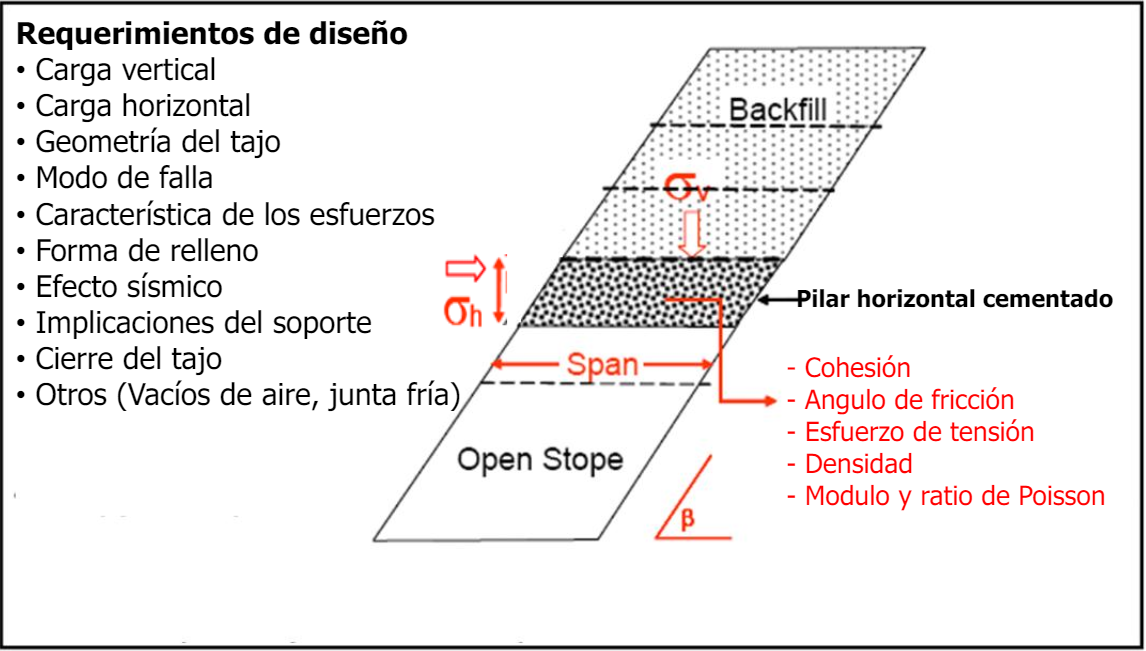 Requerimientos de diseño
• Carga vertical
• Carga horizontal
• Geometría del tajo
• Modo de falla
• Característica de los esfuerzos
• Forma de relleno
• Efecto sísmico
• Implicaciones del soporte
• Cierre del tajo
• Otros (Vacíos de aire, junta fría)
Backfill
σv
σh
Pilar horizontal cementado
Span
- Cohesión
- Angulo de fricción
- Esfuerzo de tensión
- Densidad
- Modulo y ratio de Poisson
Open Stope
β